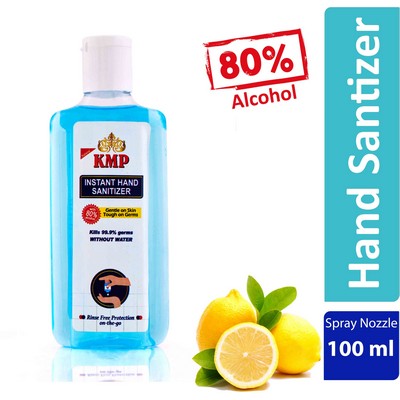 80%
Alcohol
KMP
INSTANT HAND
SANITIZER
80%
Gentle on Skin
Tough on Germs
Kills 99.9% germs
WITHOUT WATER
Rinse Free Protection
on-the-go
Hand Santizer
Spray Nozzle
100 ml